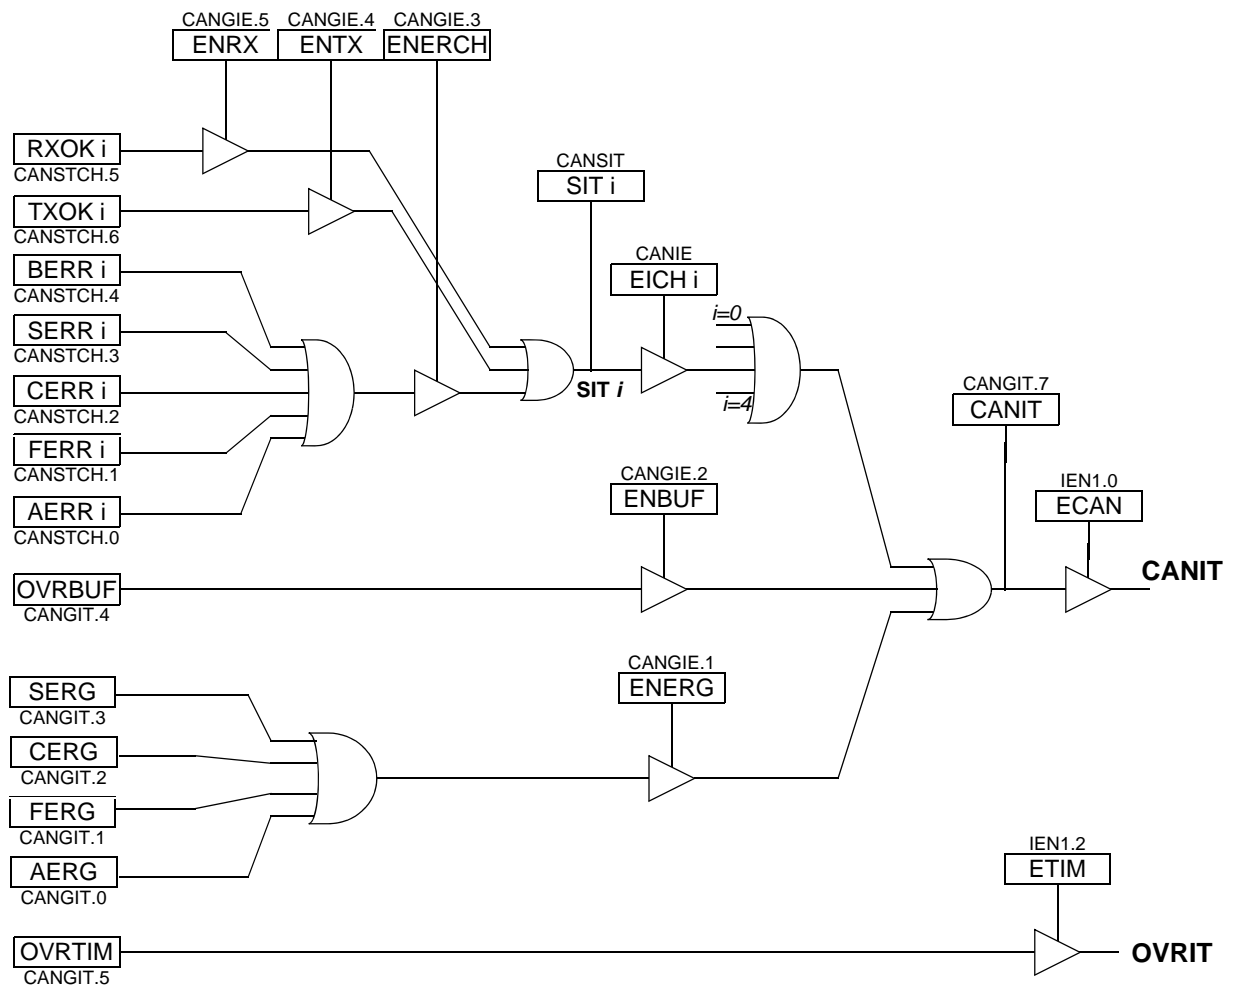 CANGIE.5 CANGIE.4 CANGIE.3
ENRX ENTX ENERCH
RXOK i
CANSTCH.5
TXOK i
CANSTCH.6
BERR i
CANSTCH.4
SERR i
CANSTCH.3
CERR i
CANSTCH.2
FERR i
CANSTCH.1
AERR i
CANSTCH.0
CANSIT
SIT i
SIT i
CANIE
EICH i
i=0
i=4
CANGIT.7
CANIT
IEN1.0
ECAN
CANIT
CANGIE.2
ENBUF
OVRBUF
CANGIT.4
CANGIE.1
ENERG
SERG
CANGIT.3
CERG
CANGIT.2
FERG
CANGIT.1
AERG
CANGIT.0
IEN1.2
ETIM
OVRTIM
CANGIT.5
OVRIT